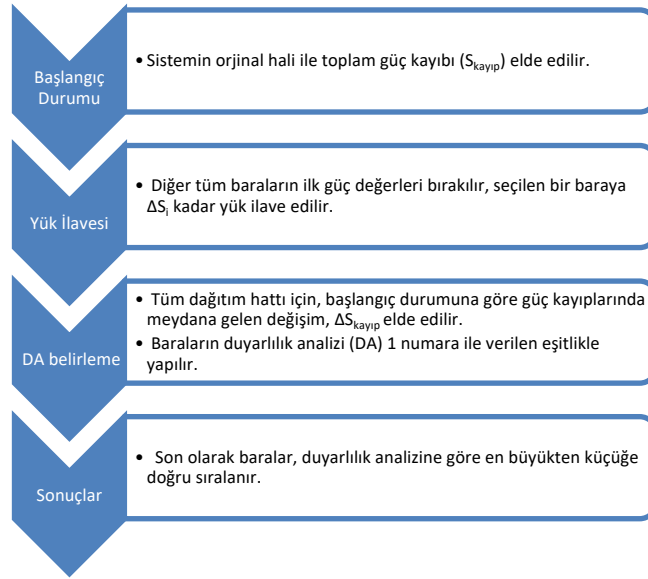 Başlangıç
Durumu
• Sistemin orjinal hali ile toplam güç kaybı (Skayıp) elde edilir.
Yük İlavesi
• Diğer tüm baraların ilk güç değerleri bırakılır, seçilen bir baraya
ΔSi kadar yük ilave edilir.
DA belirleme
• Tüm dağıtım hattı için, başlangıç durumuna göre güç kayıplarında
meydana gelen değişim, ΔSkayıp elde edilir.
• Baraların duyarlılık analizi (DA) 1 numara ile verilen eşitlikle
yapılır.
Sonuçlar
• Son olarak baralar, duyarlılık analizine göre en büyükten küçüğe
doğru sıralanır.